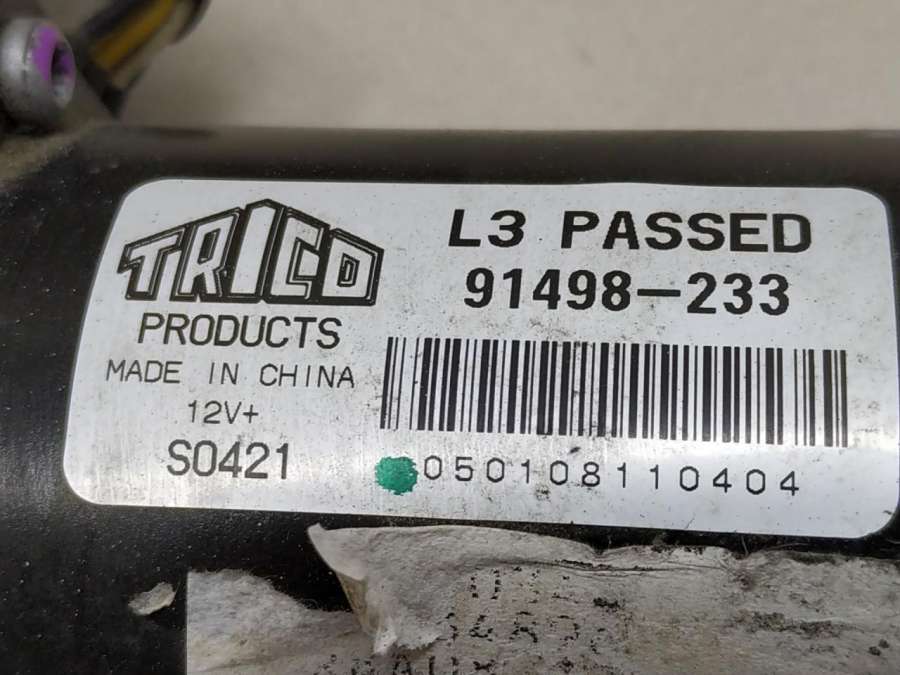 TRICO
PRODUCTS
MADE IN CHINA
12V+
S0421
L3 PASSED
91498-233
050108110404